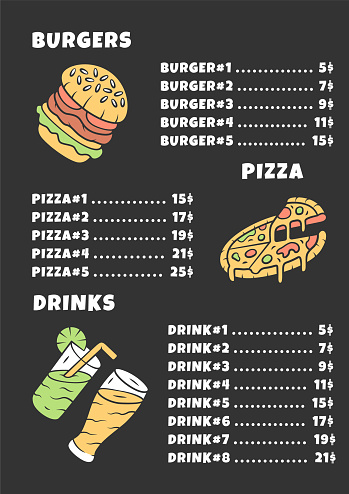 BURGERS
BURGER#1 ............. 5$
BURGER#2 ............. 7$
BURGER#3 ............. 9$
BURGER#4 ............ 11$
BURGER#5 ............ 15$
PIZZA
PIZZA#1 ............ 15$
PIZZA#2 ............ 17$
PIZZA#3 ............ 19$
PIZZA#4 ............ 21$
PIZZA#5 ............ 25$
DRINKS
DRINK#1 .............. 5$
DRINK#2 ............. 7$
DRINK#3 ............. 9$
DRINK#4 ............ 11$
DRINK#5 ............ 15$
DRINK#6 ............ 17$
DRINK#7 ............ 19$
DRINK#8 ............ 21$